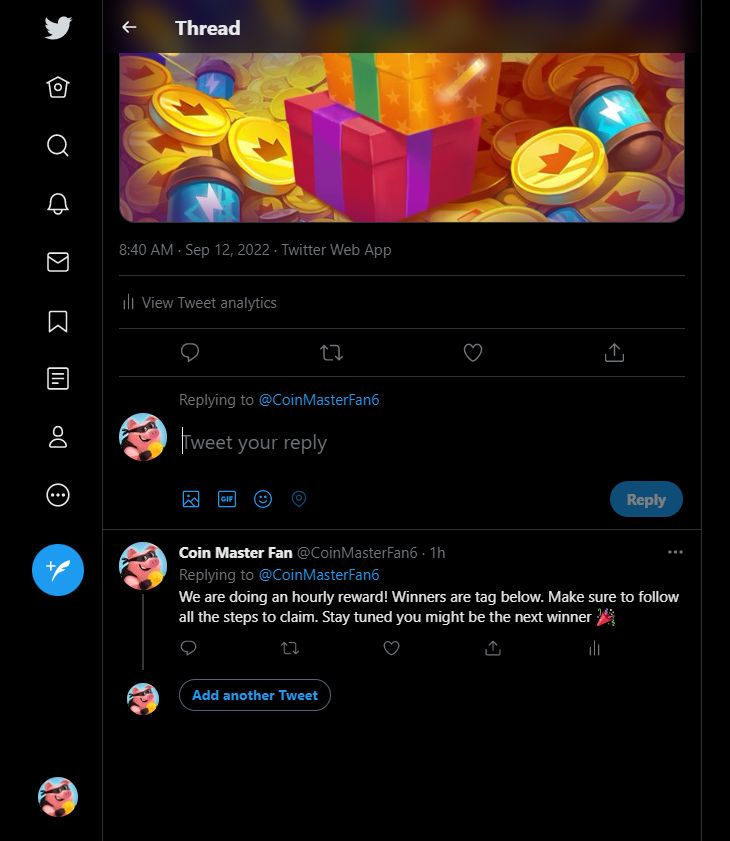 Thread
8:40 AM · Sep 12, 2022 · Twitter Web App
View Tweet analytics
Replying to @CoinMasterFan6
Tweet your reply
GIF
Reply
Coin Master Fan @CoinMasterFan6 · 1h
Replying to @CoinMasterFan6
We are doing an hourly reward! Winners are tag below. Make sure to follow
all the steps to claim. Stay tuned you might be the next winner 🎉
Add another Tweet